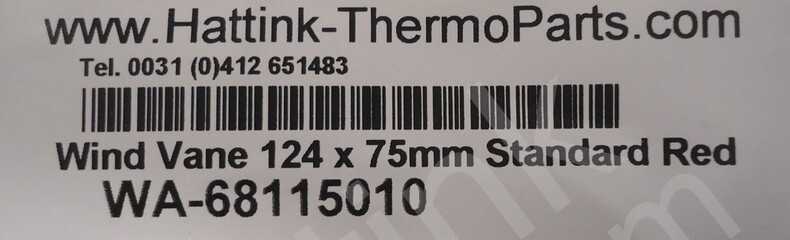 www.Hattink-ThermoParts.com
Tel. 0031 (0)412 651483
Wind Vane 124 x 75mm Standard Red
WA-68115010